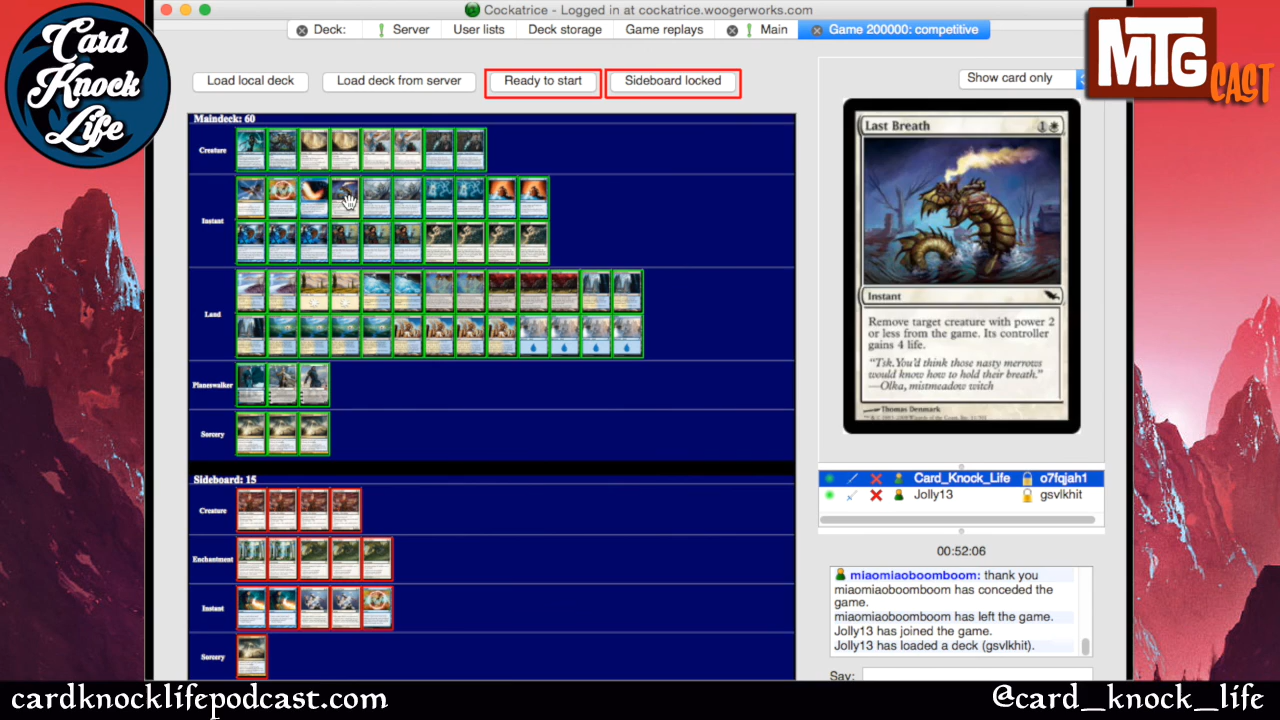 Card
Knock
Life
MTG
CAST
Cockatrice - Logged in at cockatrice.woogerworks.com
Deck:
Server
User lists
Deck storage
Game replays
Main
Game 200000: competitive
Load local deck
Load deck from server
Ready to start
Sideboard locked
Show card only
Maindeck: 60
Creature
Instant
Land
Planeswalker
Sorcery
Sideboard: 15
Creature
Enchantment
Instant
Sorcery
Last Breath
1
Instant
Remove target creature with power 2
or less from the game. Its controller
gains 4 life.
"Tsk. You'd think those nasty merrows
would know how to hold their breath."
—Olka, mistmeadow witch
Thomas Denmark
Card_Knock_Life o7fqjah1
Jolly13 gsvlkhit
00:52:06
miaomiaoboomboom: thank you
miaomiaoboomboom has conceded the
game.
miaomiaoboomboom has left the game.
Jolly13 has joined the game.
Jolly13 has loaded a deck (gsvlkhit).
Say:
cardknocklifepodcast.com
@card_knock_life